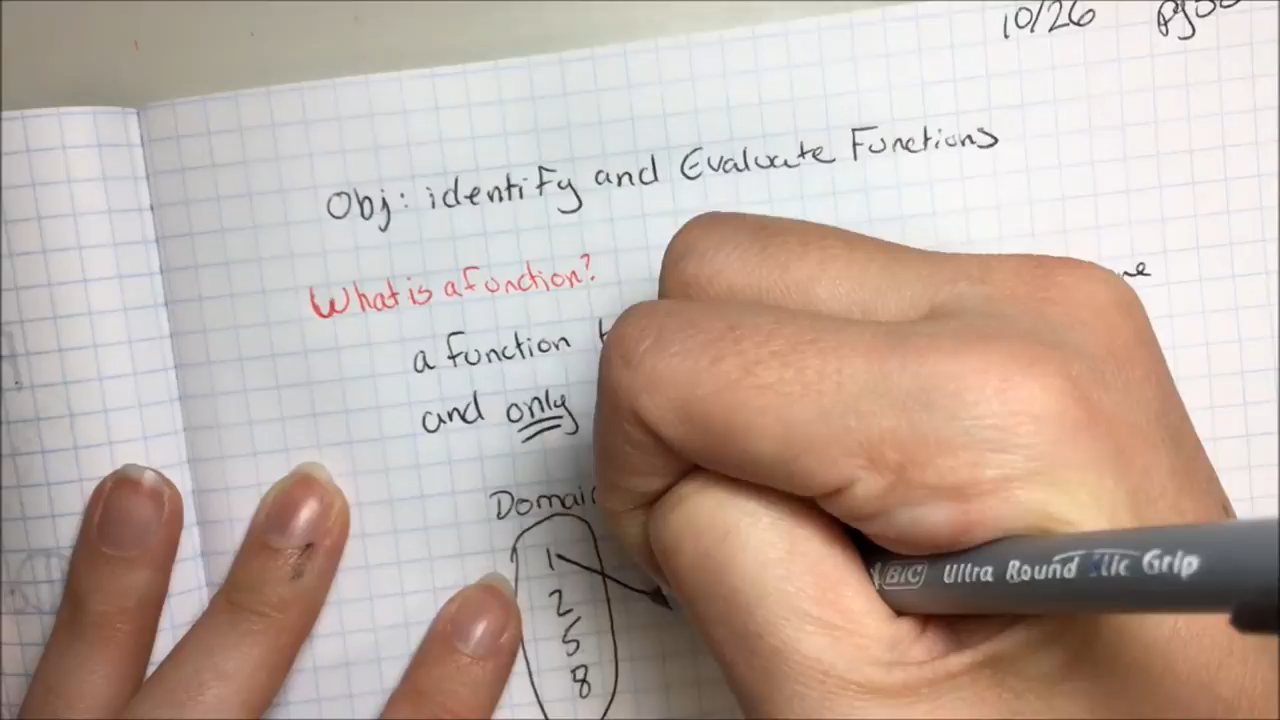 10/26
Obj: identify and Evaluate Functions
What is a function?
a function
and only
Domain
1
2
5
8
BIC Ultra Round Stic Grip